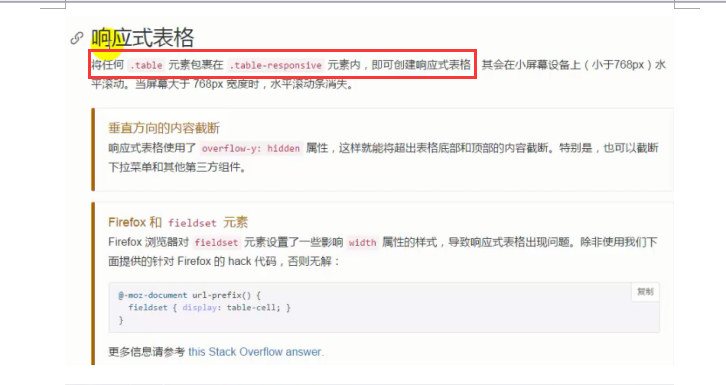 响应式表格
将任何 .table 元素包裹在 .table-responsive 元素内，即可创建响应式表格，其会在小屏幕设备上（小于768px）水
平滚动。当屏幕大于 768px 宽度时，水平滚动条消失。
垂直方向的内容截断
响应式表格使用了 overflow-y: hidden 属性，这样就能将超出表格底部和顶部的内容截断。特别是，也可以截断
下拉菜单和其他第三方组件。
Firefox 和 fieldset 元素
Firefox 浏览器对 fieldset 元素设置了一些影响 width 属性的样式，导致响应式表格出现问题。除非使用我们下
面提供的针对 Firefox 的 hack 代码，否则无解：
复制
@-moz-document url-prefix() {
fieldset { display: table-cell; }
}
更多信息请参考 this Stack Overflow answer.